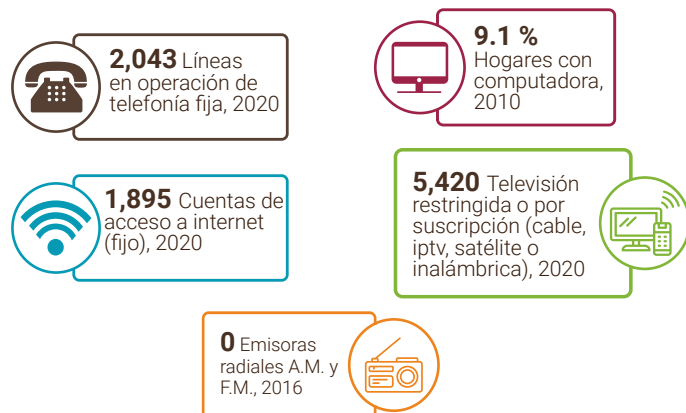 2,043 Líneas
en operación de
telefonía fija, 2020
9.1 %
Hogares con
computadora,
2010
1,895 Cuentas de
acceso a internet
(fijo), 2020
5,420 Televisión
restringida o por
suscripción (cable,
iptv, satélite o
inalámbrica), 2020
0 Emisoras
radiales A.M. y
F.M., 2016